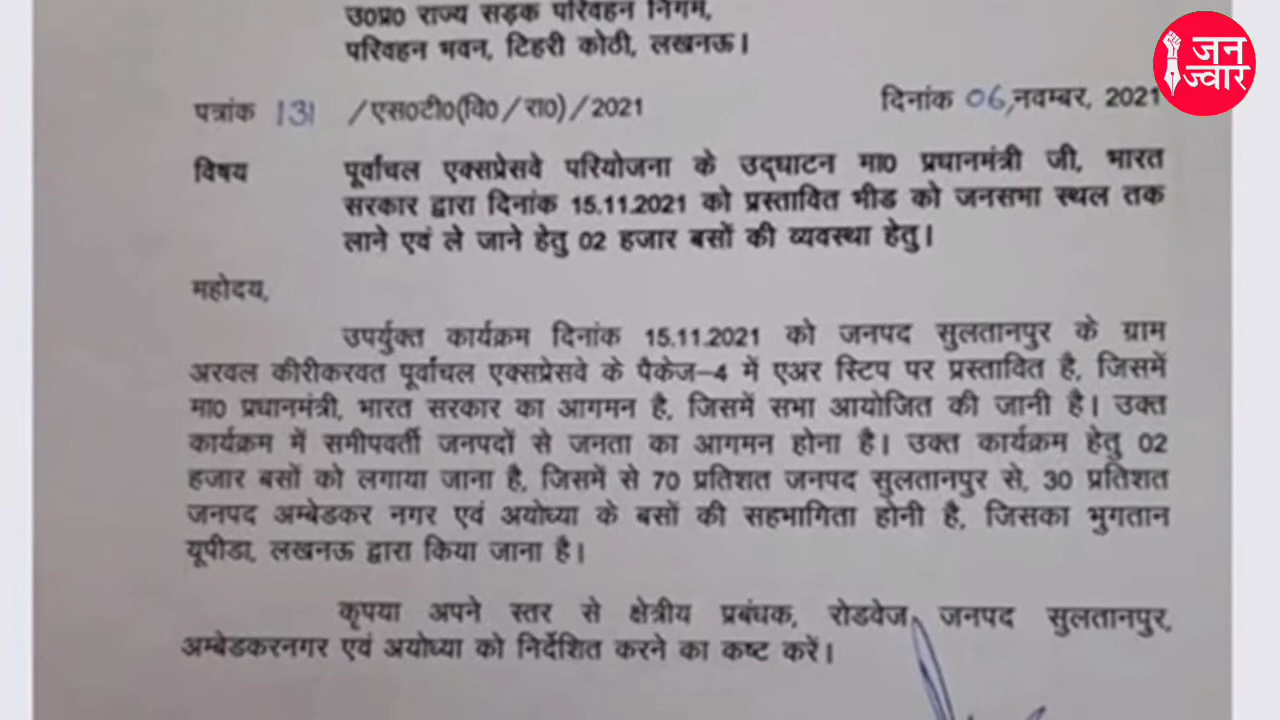 उ0प्र0 राज्य सड़क परिवहन निगम,
परिवहन भवन, टिहरी कोठी, लखनऊ।
जन
ज्वार
पत्रांक 131 /एस0टी0(वि0/रा0)/2021 दिनांक 06,नवम्बर, 2021
विषय पूर्वांचल एक्सप्रेसवे परियोजना के उद्घाटन मा0 प्रधानमंत्री जी, भारत
सरकार द्वारा दिनांक 15.11.2021 को प्रस्तावित भीड को जनसभा स्थल तक
लाने एवं ले जाने हेतु 02 हजार बसों की व्यवस्था हेतु।
महोदय,
उपर्युक्त कार्यक्रम दिनांक 15.11.2021 को जनपद सुलतानपुर के ग्राम
अरवल कीरीकरवत पूर्वांचल एक्सप्रेसवे के पैकेज–4 में एअर स्टिप पर प्रस्तावित है, जिसमें
मा0 प्रधानमंत्री, भारत सरकार का आगमन है, जिसमें सभा आयोजित की जानी है। उक्त
कार्यक्रम में समीपवर्ती जनपदों से जनता का आगमन होना है। उक्त कार्यक्रम हेतु 02
हजार बसों को लगाया जाना है, जिसमें से 70 प्रतिशत जनपद सुलतानपुर से, 30 प्रतिशत
जनपद अम्बेडकर नगर एवं अयोध्या के बसों की सहभागिता होनी है, जिसका भुगतान
यूपीडा, लखनऊ द्वारा किया जाना है।
कृपया अपने स्तर से क्षेत्रीय प्रबंधक, रोडवेज, जनपद सुलतानपुर,
अम्बेडकरनगर एवं अयोध्या को निर्देशित करने का कष्ट करें।